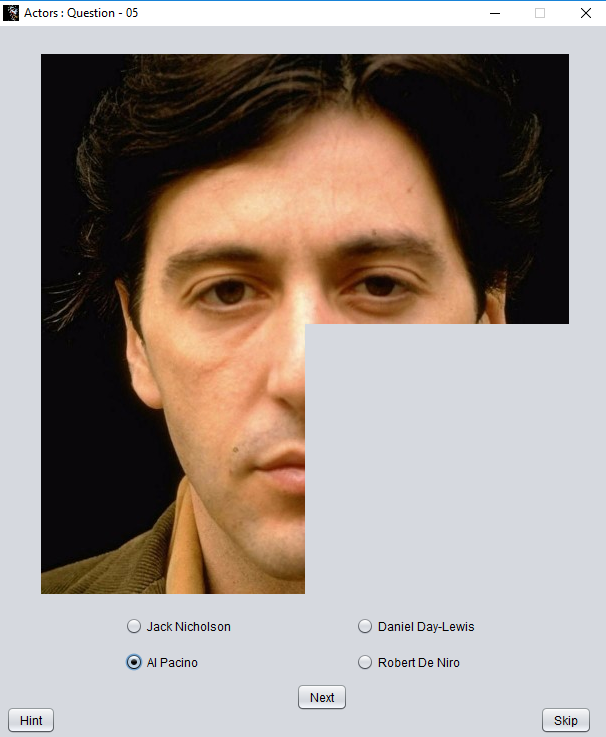 Actors : Question - 05
Jack Nicholson Daniel Day-Lewis
Al Pacino Robert De Niro
Next
Hint Skip